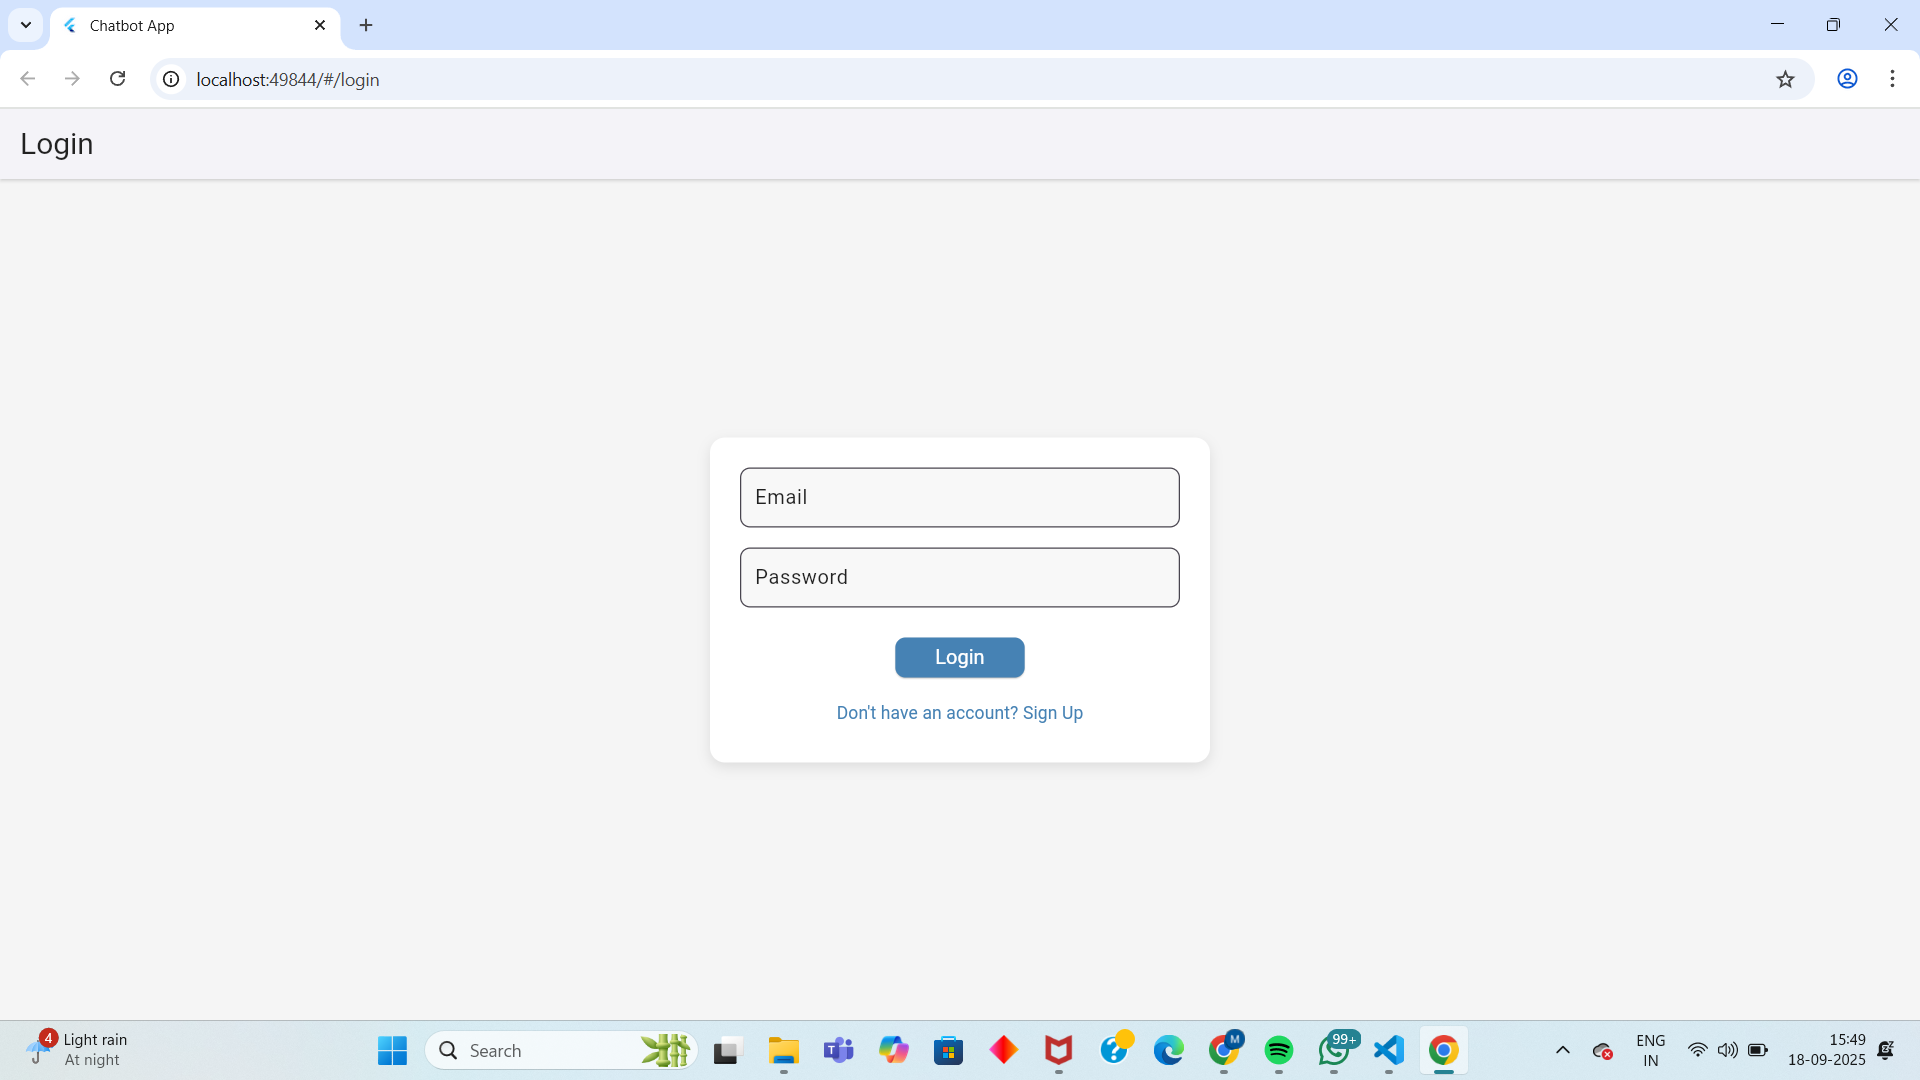 Chatbot App
localhost:49844/#/login
Login
Email
Password
Login
Don't have an account? Sign Up
4
Light rain
At night
Search
T
?
M
99+
ENG
IN
15:49
18-09-2025